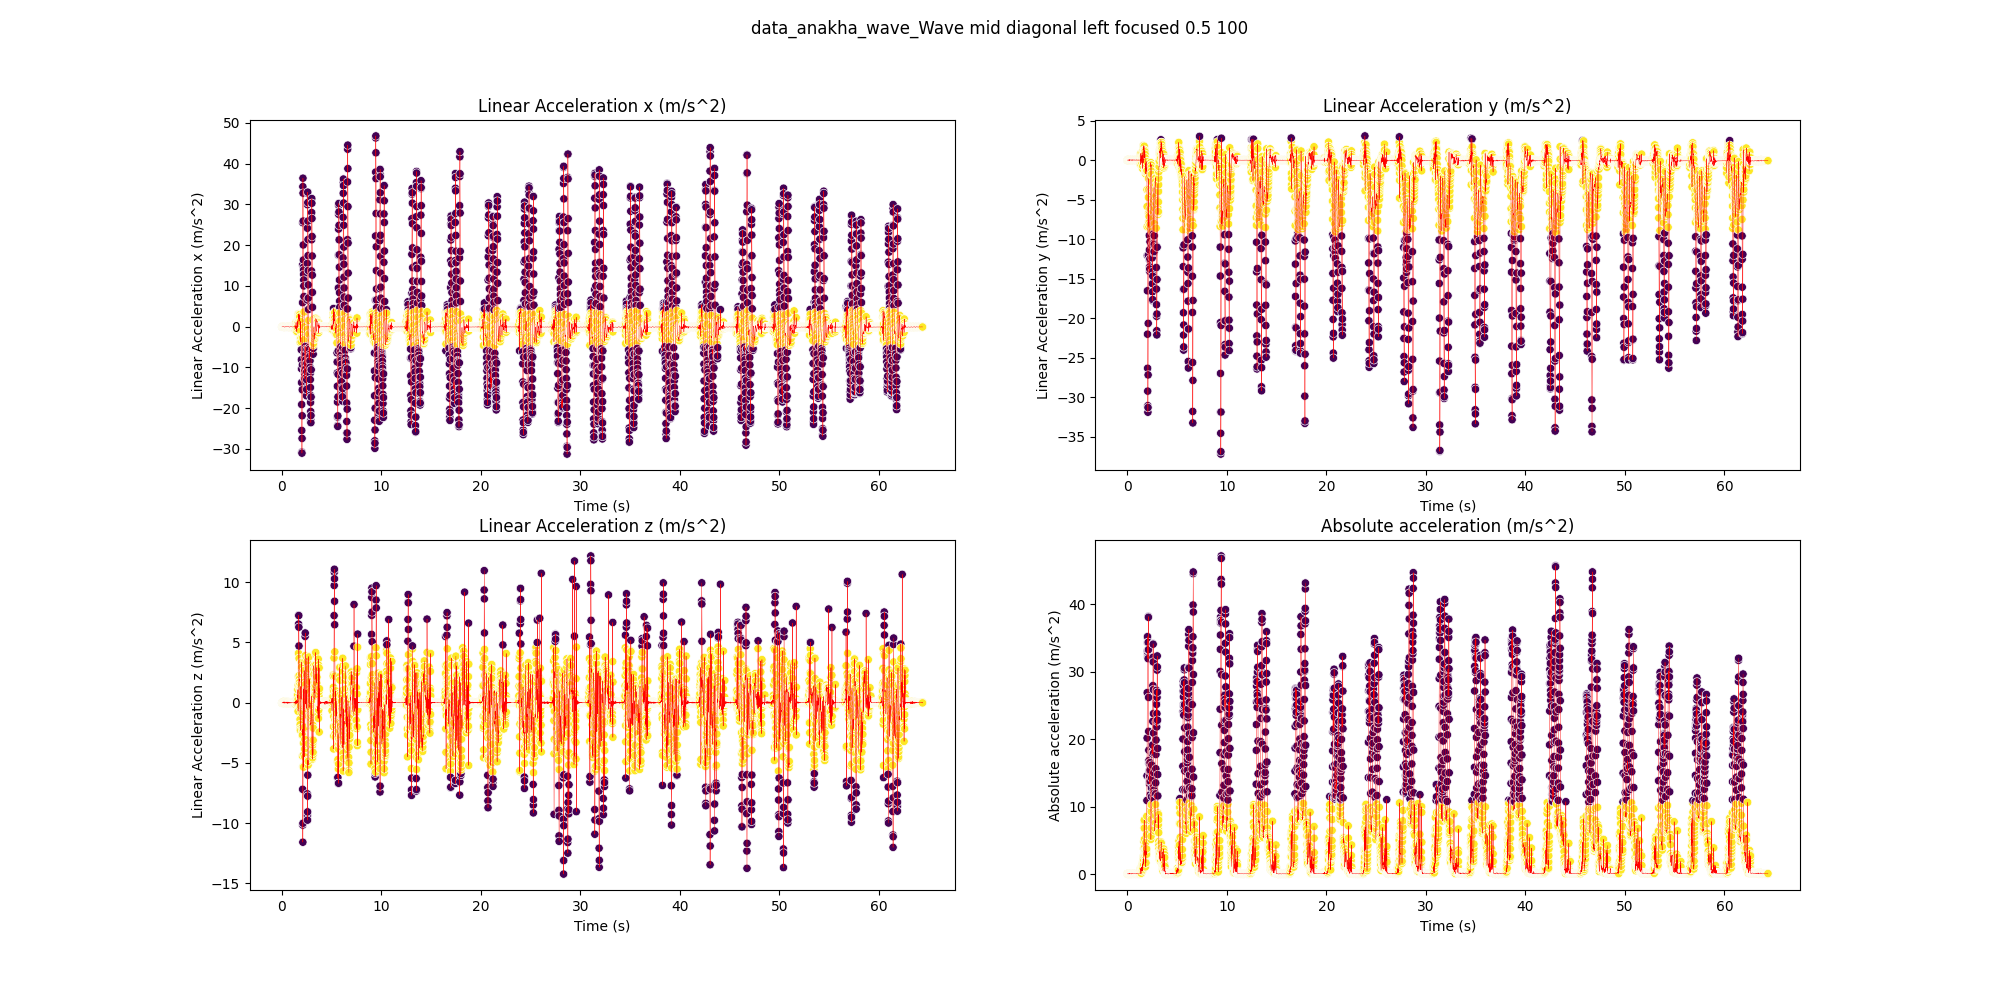 data_anakha_wave_Wave mid diagonal left focused 0.5 100
Linear Acceleration x (m/s^2)
Linear Acceleration x (m/s^2)
50
40
30
20
10
0
−10
−20
−30
0 10 20 30 40 50 60
Time (s)
Linear Acceleration y (m/s^2)
Linear Acceleration y (m/s^2)
5
0
−5
−10
−15
−20
−25
−30
−35
0 10 20 30 40 50 60
Time (s)
Linear Acceleration z (m/s^2)
Linear Acceleration z (m/s^2)
10
5
0
−5
−10
−15
0 10 20 30 40 50 60
Time (s)
Absolute acceleration (m/s^2)
Absolute acceleration (m/s^2)
40
30
20
10
0
0 10 20 30 40 50 60
Time (s)